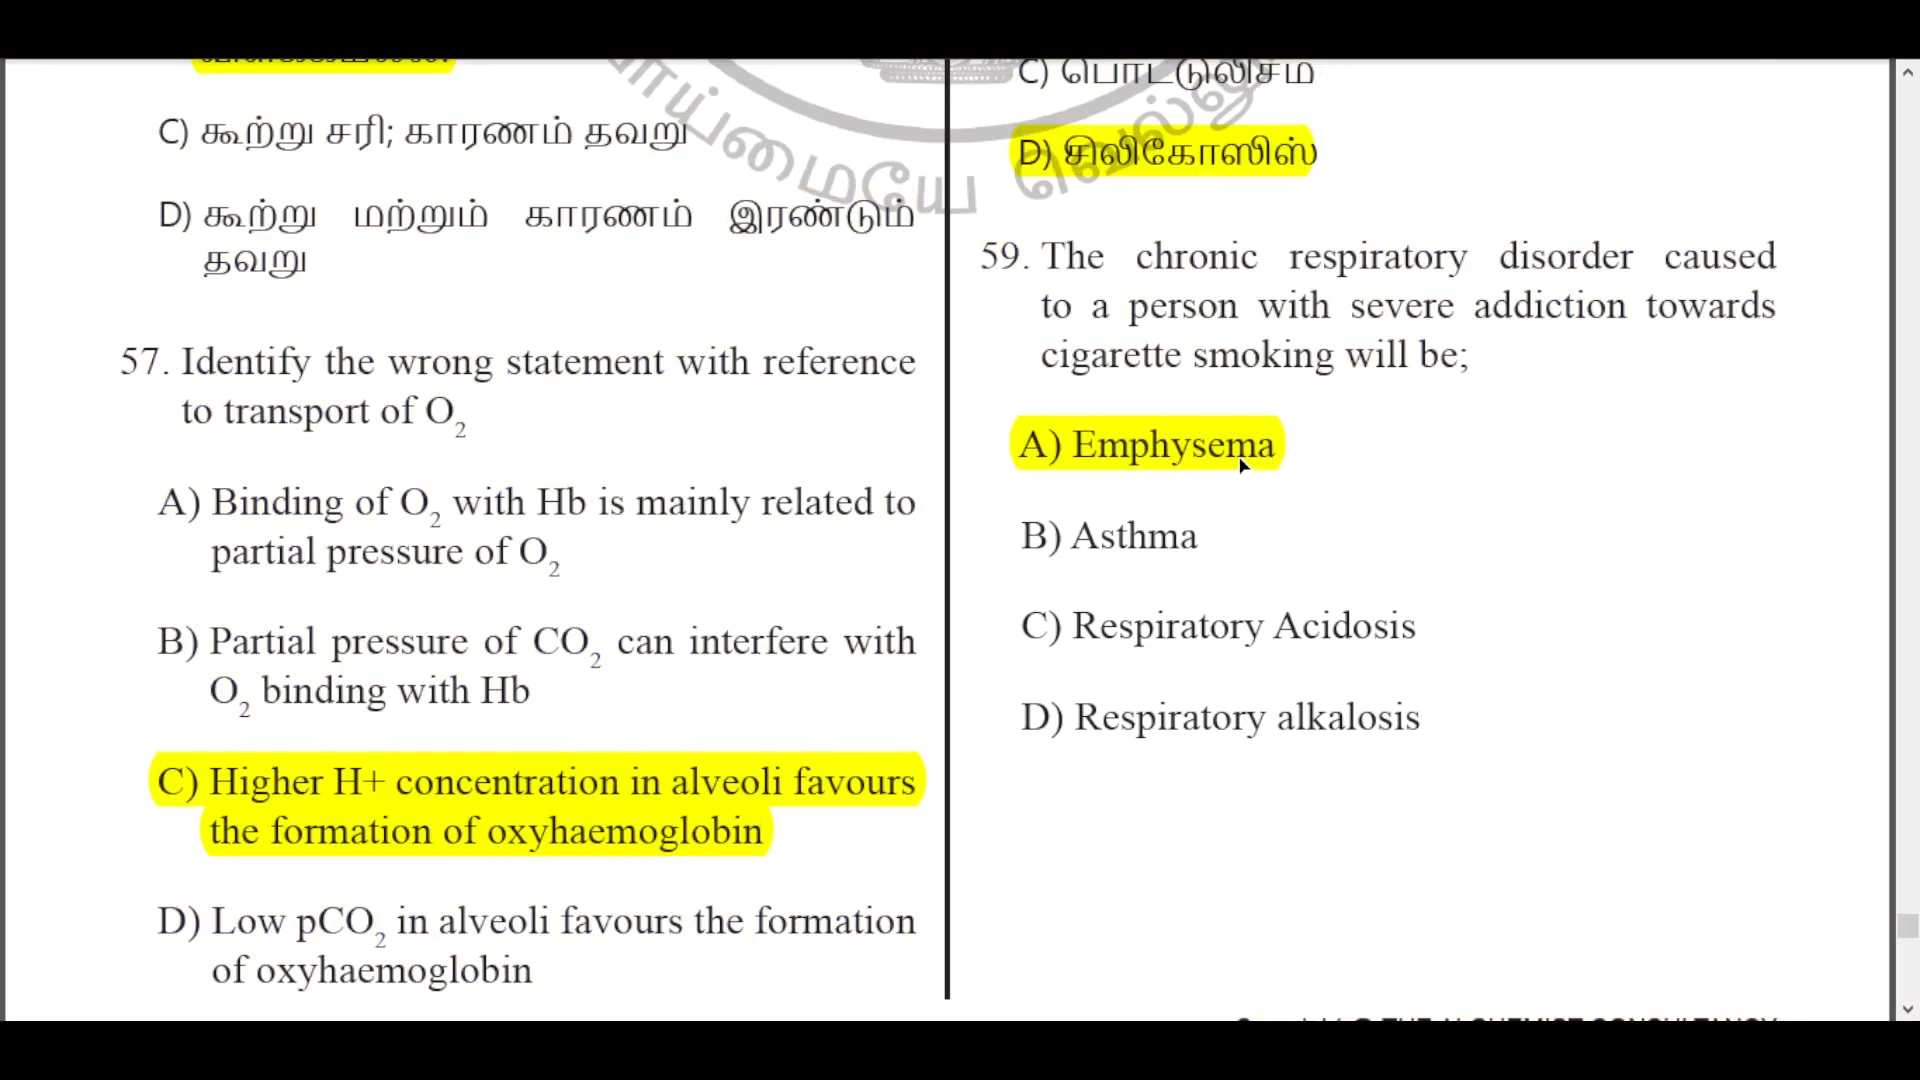 C) கூற்று சரி; காரணம் தவறு
D) கூற்று மற்றும் காரணம் இரண்டும்
தவறு
57. Identify the wrong statement with reference
to transport of O₂
A) Binding of O₂ with Hb is mainly related to
partial pressure of O₂
B) Partial pressure of CO₂ can interfere with
O₂ binding with Hb
C) Higher H+ concentration in alveoli favours
the formation of oxyhaemoglobin
D) Low pCO₂ in alveoli favours the formation
of oxyhaemoglobin
C) பொட்டுலிசம்
D) சிலிகோஸிஸ்
59. The chronic respiratory disorder caused
to a person with severe addiction towards
cigarette smoking will be;
A) Emphysema
B) Asthma
C) Respiratory Acidosis
D) Respiratory alkalosis